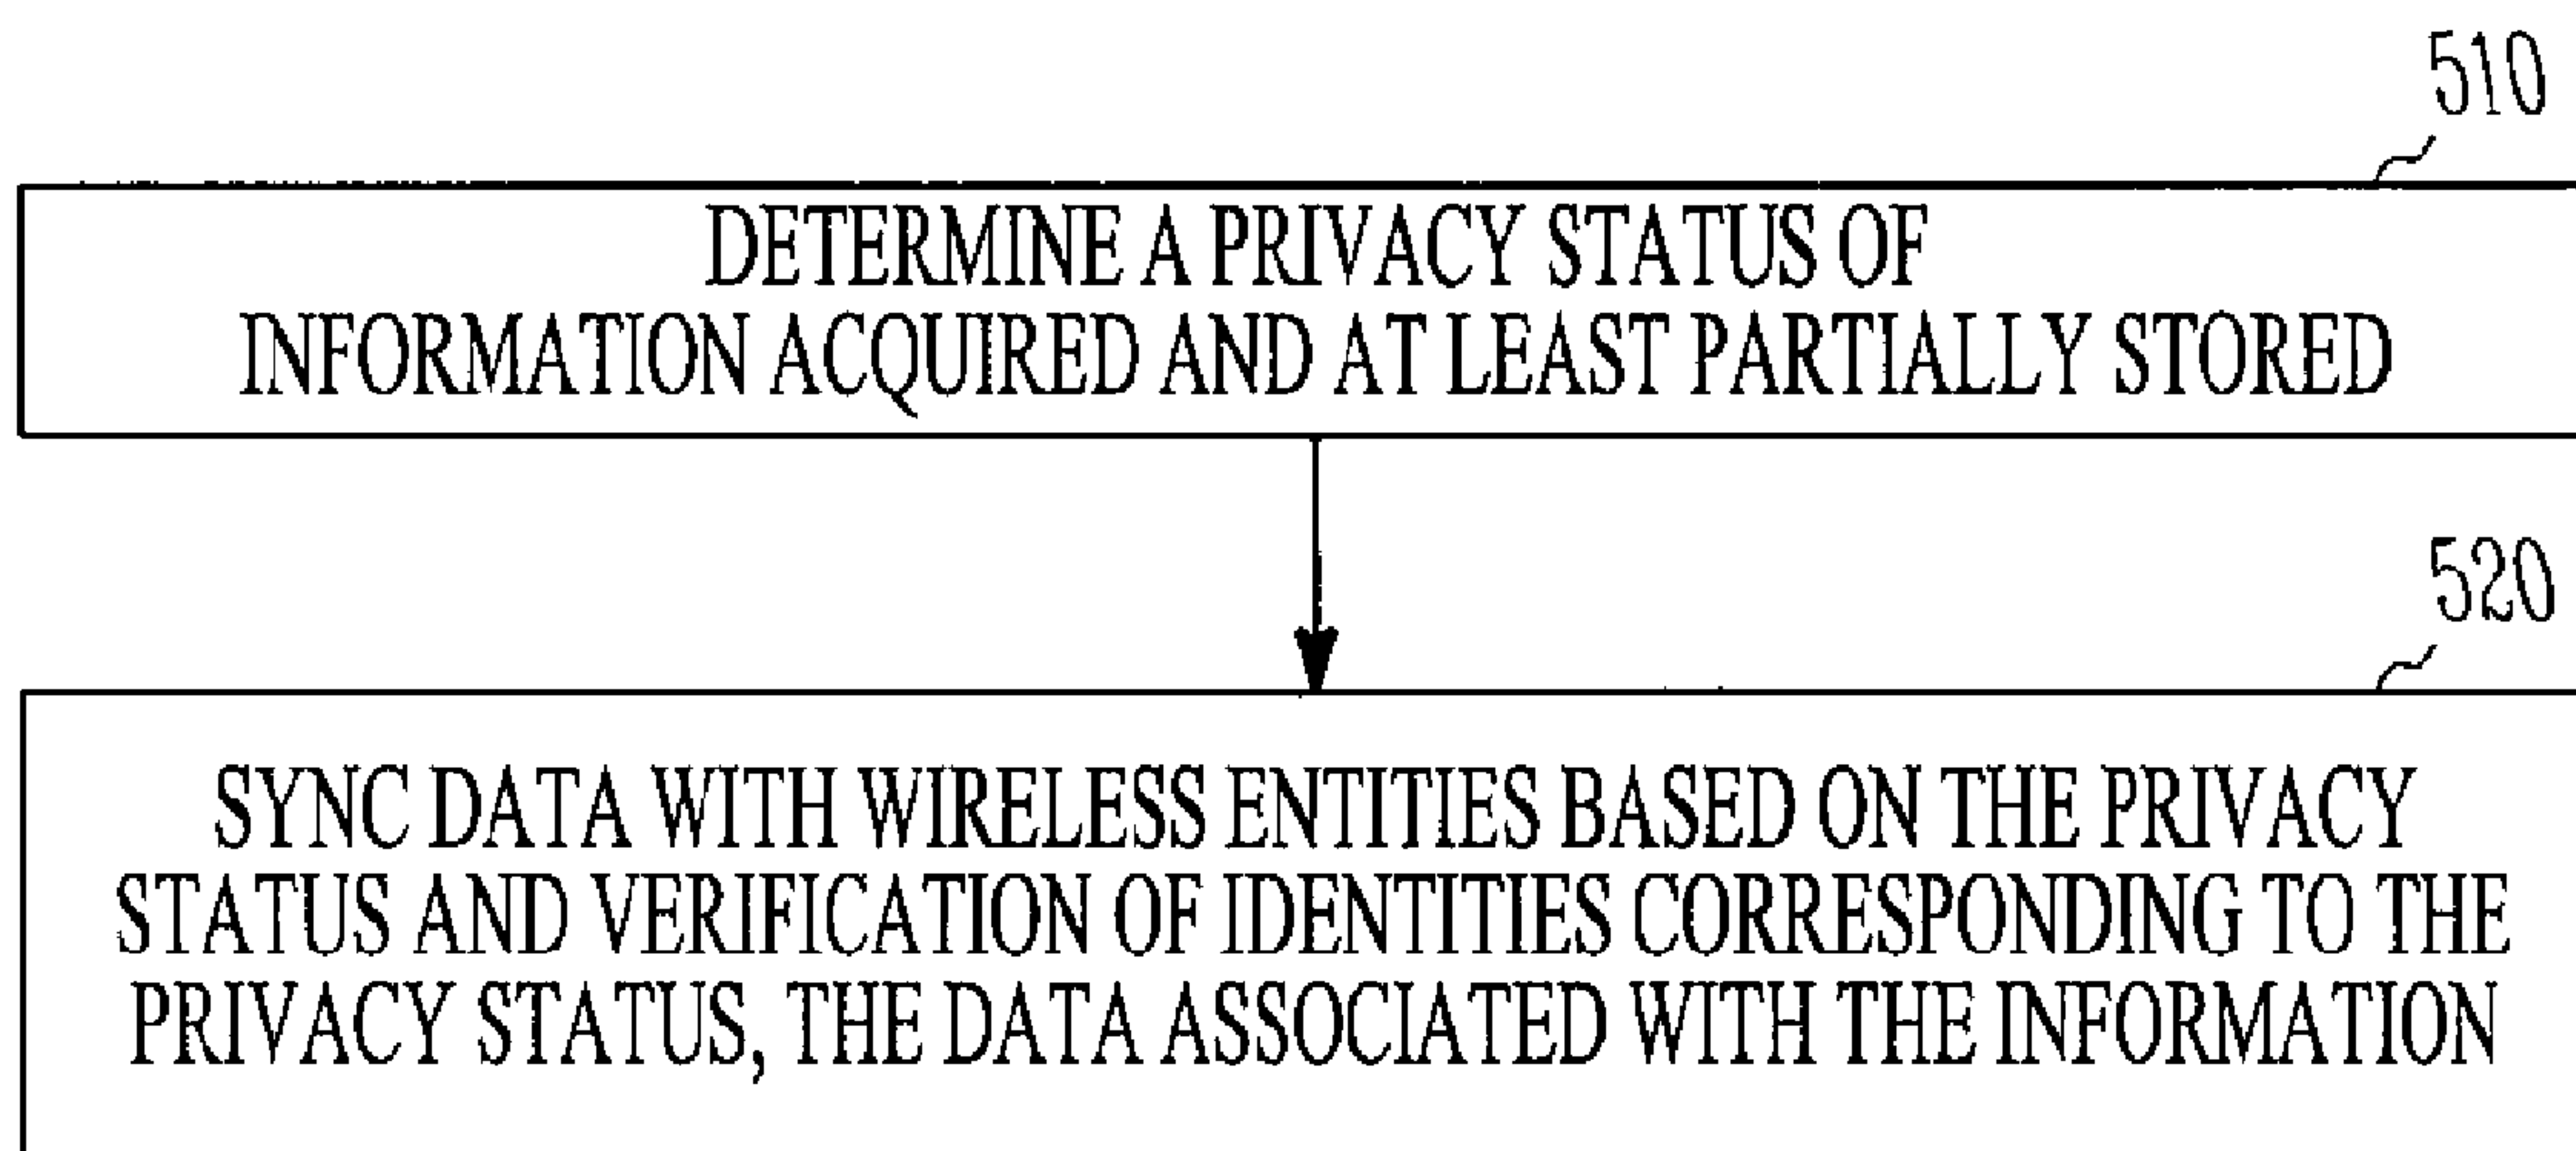 510
DETERMINE A PRIVACY STATUS OF
INFORMATION ACQUIRED AND AT LEAST PARTIALLY STORED
520
SYNC DATA WITH WIRELESS ENTITIES BASED ON THE PRIVACY
STATUS AND VERIFICATION OF IDENTITIES CORRESPONDING TO THE
PRIVACY STATUS, THE DATA ASSOCIATED WITH THE INFORMATION